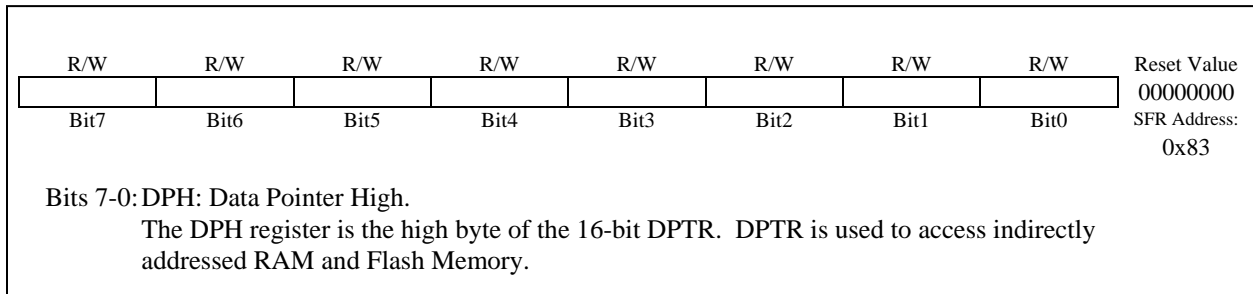 R/W R/W R/W R/W R/W R/W R/W R/W Reset Value
00000000
Bit7 Bit6 Bit5 Bit4 Bit3 Bit2 Bit1 Bit0 SFR Address:
0x83
Bits 7-0: DPH: Data Pointer High.
The DPH register is the high byte of the 16-bit DPTR. DPTR is used to access indirectly
addressed RAM and Flash Memory.